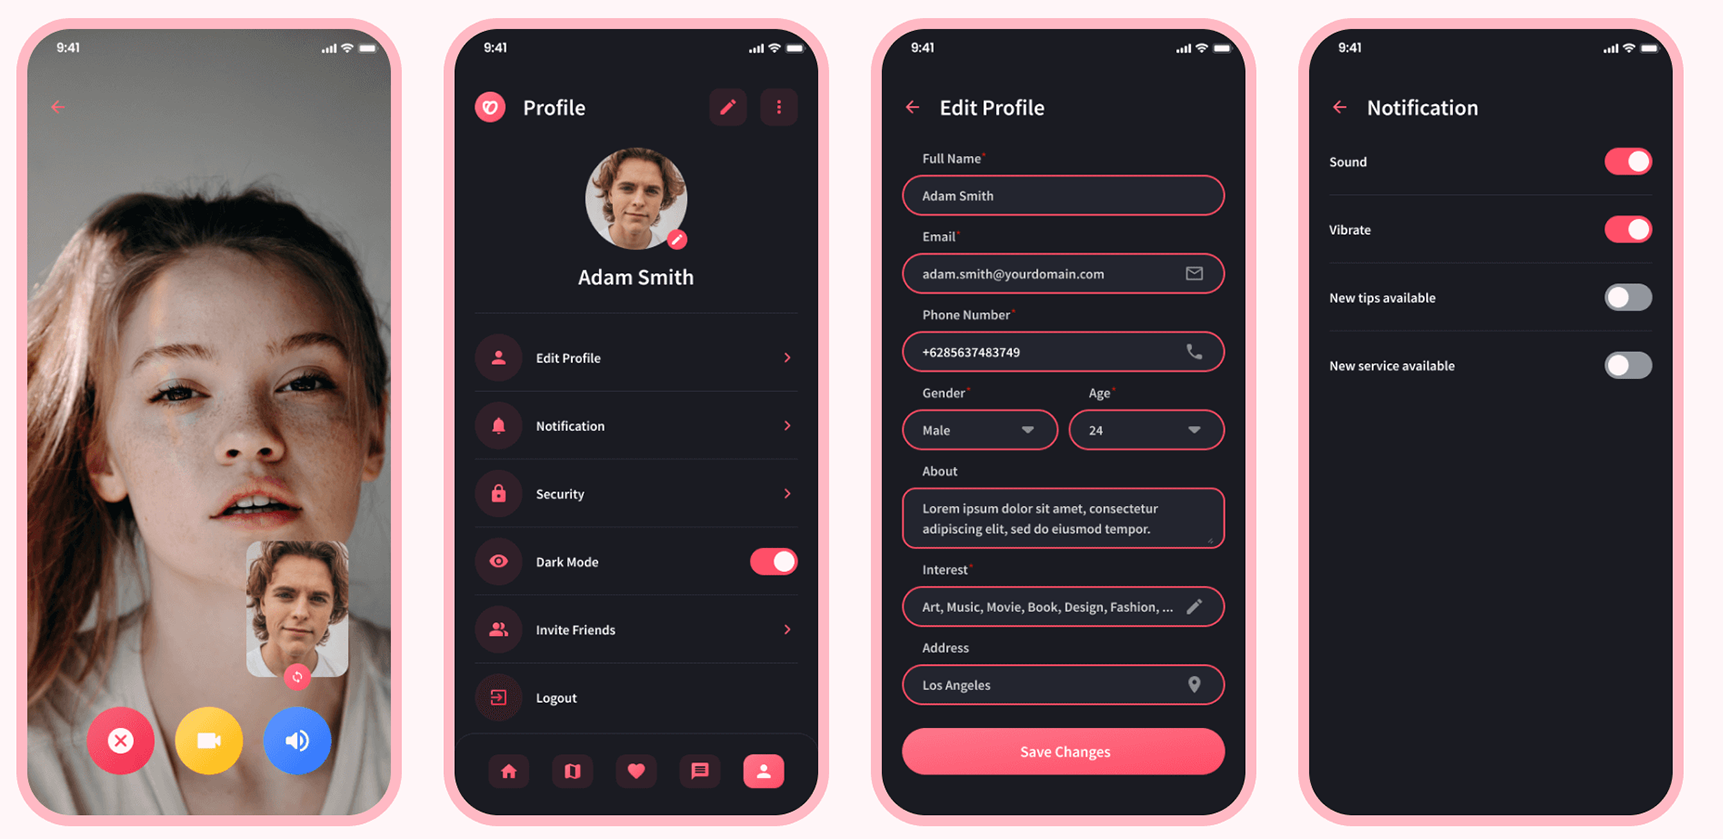 9:41
9:41
Profile
Adam Smith
Edit Profile
Notification
Security
Dark Mode
Invite Friends
Logout
9:41
Edit Profile
Full Name*
Adam Smith
Email*
adam.smith@yourdomain.com
Phone Number*
+6285637483749
Gender*
Age*
Male
24
About
Lorem ipsum dolor sit amet, consectetur
adipiscing elit, sed do eiusmod tempor.
Interest*
Art, Music, Movie, Book, Design, Fashion, ...
Address
Los Angeles
Save Changes
9:41
Notification
Sound
Vibrate
New tips available
New service available